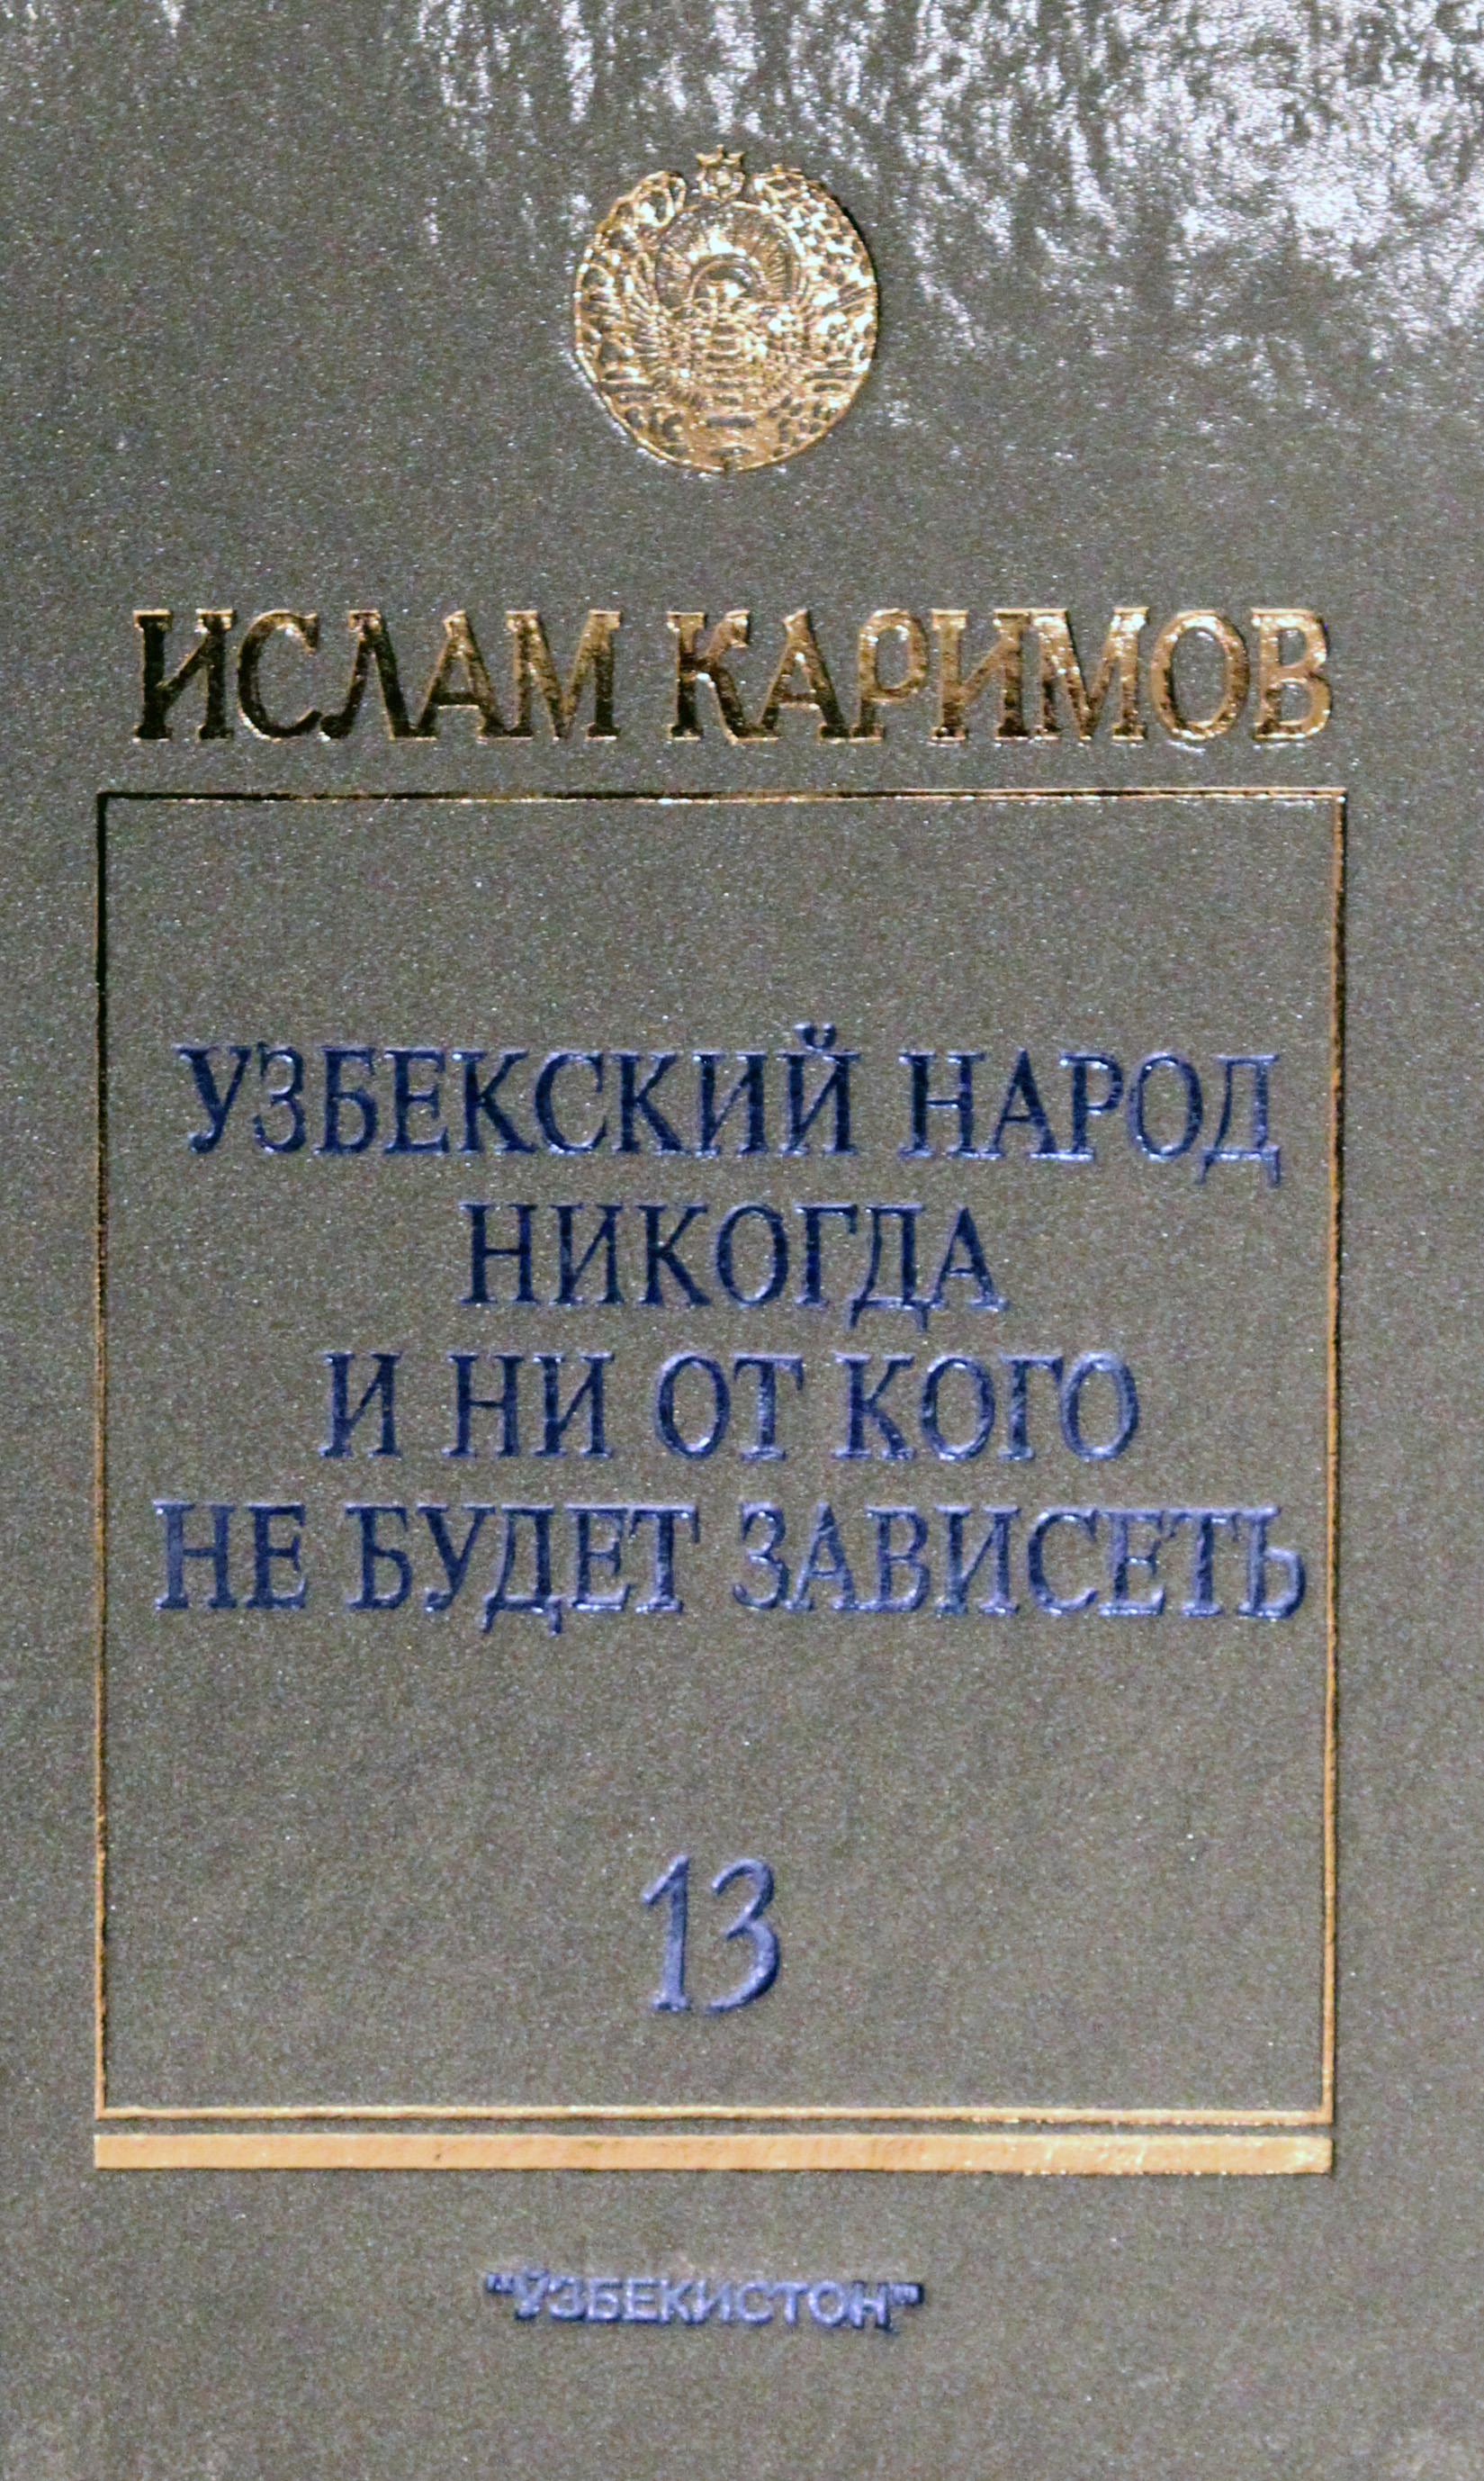 ИСЛАМ КАРИМОВ
УЗБЕКСКИЙ НАРОД
НИКОГДА
И НИ ОТ КОГО
НЕ БУДЕТ ЗАВИСЕТЬ
13
"ЎЗБЕКИСТОН"